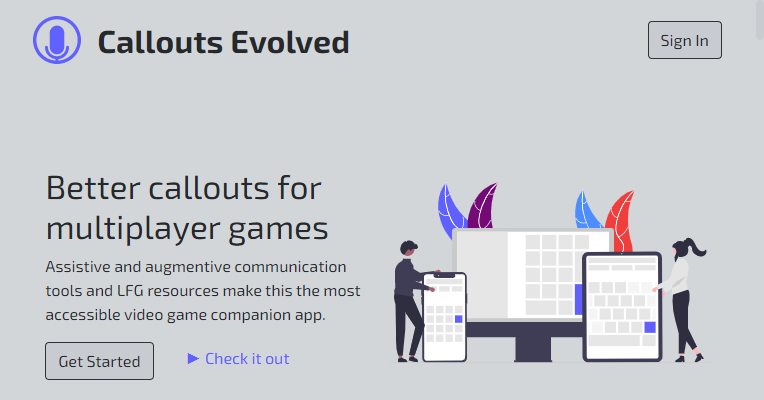 Callouts Evolved
Sign In
Better callouts for
multiplayer games
Assistive and augmentive communication
tools and LFG resources make this the most
accessible video game companion app.
Get Started
Check it out